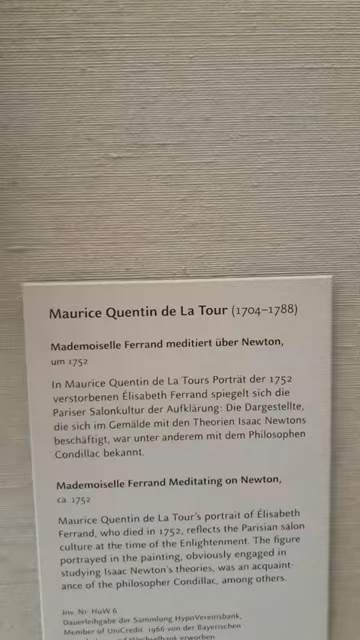 Maurice Quentin de La Tour (1704–1788)
Mademoiselle Ferrand meditiert über Newton,
um 1752
In Maurice Quentin de La Tours Porträt der 1752
verstorbenen Élisabeth Ferrand spiegelt sich die
Pariser Salonkultur der Aufklärung: Die Dargestellte,
die sich im Gemälde mit den Theorien Isaac Newtons
beschäftigt, war unter anderem mit dem Philosophen
Condillac bekannt.
Mademoiselle Ferrand Meditating on Newton,
ca. 1752
Maurice Quentin de La Tour's portrait of Élisabeth
Ferrand, who died in 1752, reflects the Parisian salon
culture at the time of the Enlightenment. The figure
portrayed in the painting, obviously engaged in
studying Isaac Newton's theories, was an acquaint-
ance of the philosopher Condillac, among others.
Inv. Nr. HuW 6
Dauerleihgabe der Sammlung HypoVereinsbank,
Member of UniCredit. 1966 von der Bayerischen
Wechselbank erworben